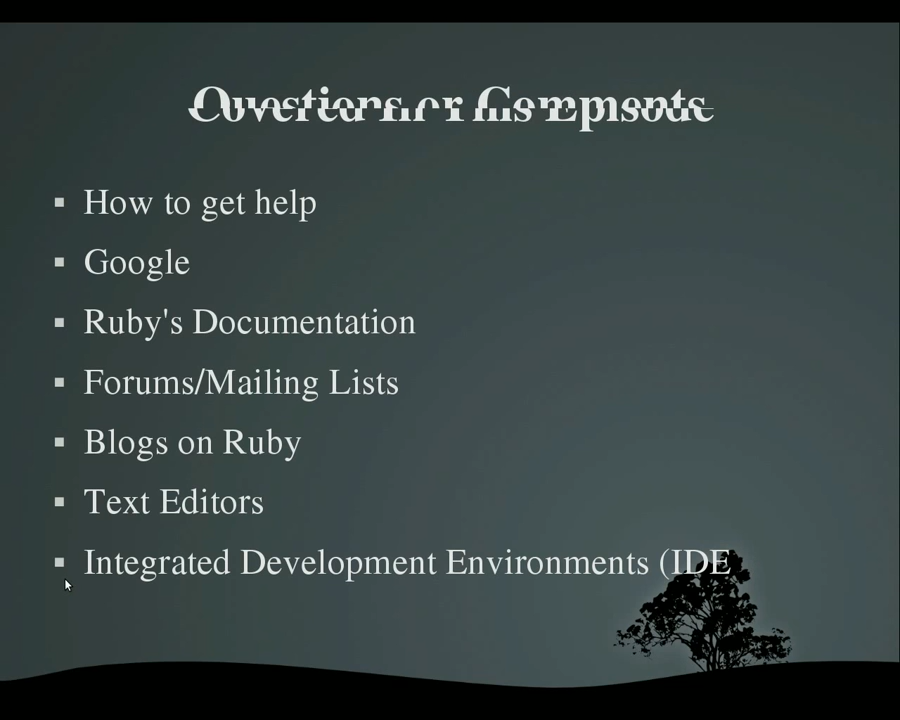 How to get help
Google
Ruby's Documentation
Forums/Mailing Lists
Blogs on Ruby
Text Editors
Integrated Development Environments (IDE